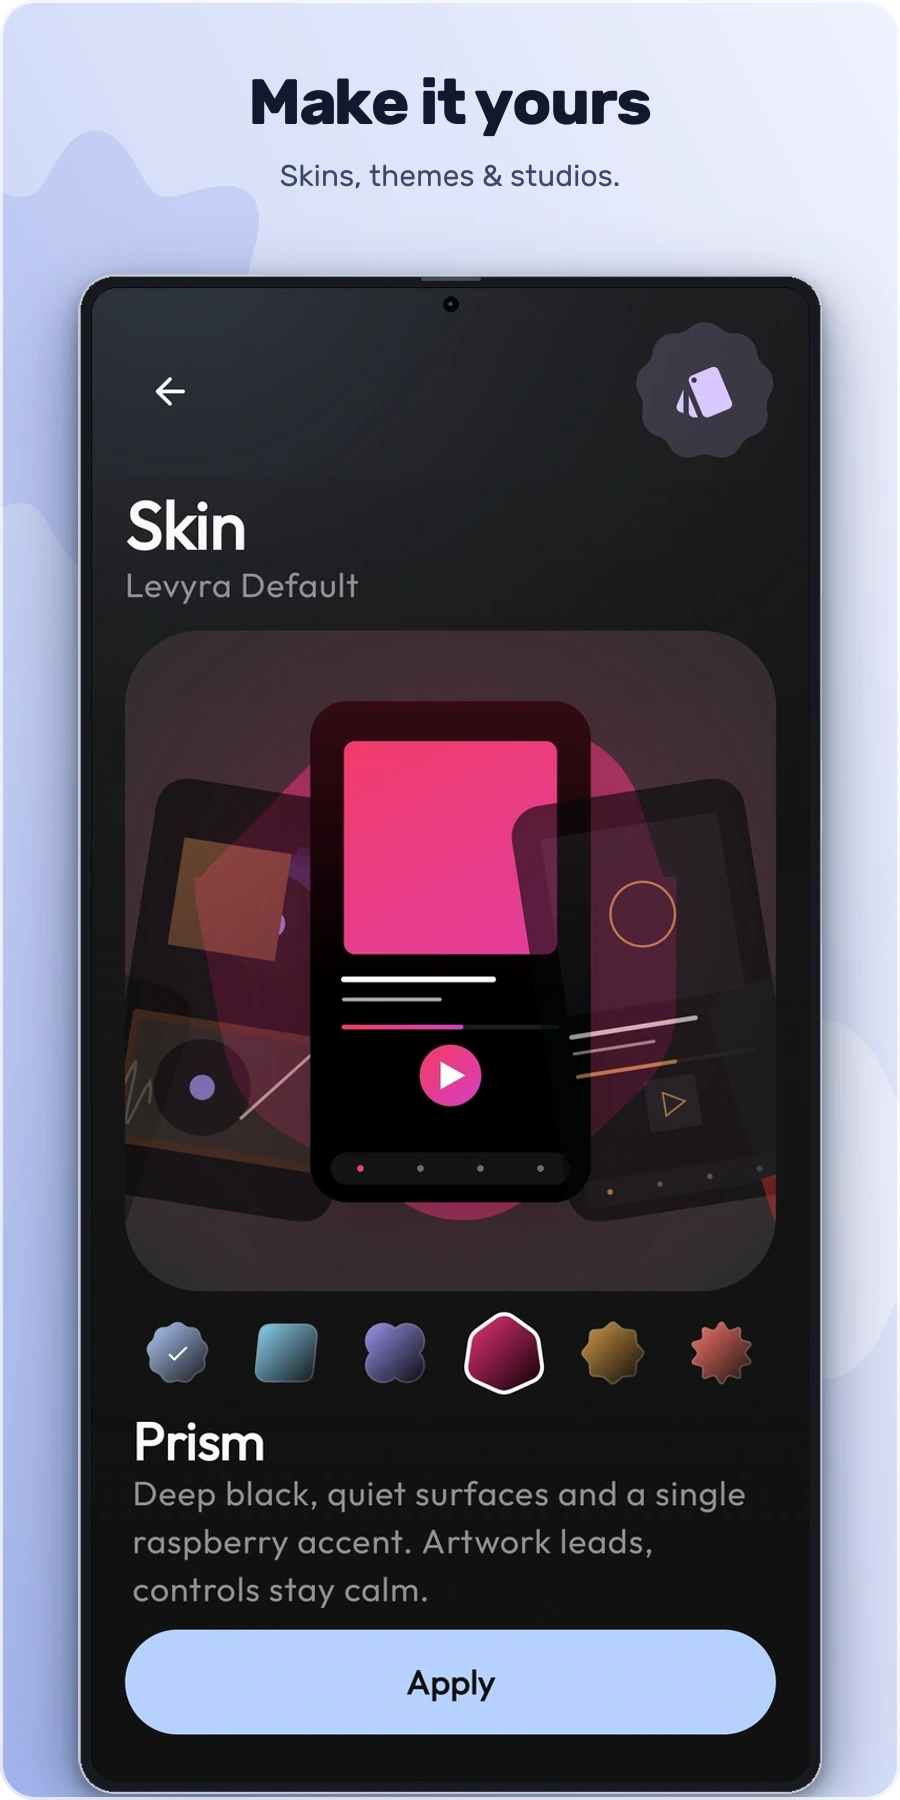 Make it yours
Skins, themes & studios.
Skin
Levyra Default
Prism
Deep black, quiet surfaces and a single
raspberry accent. Artwork leads,
controls stay calm.
Apply